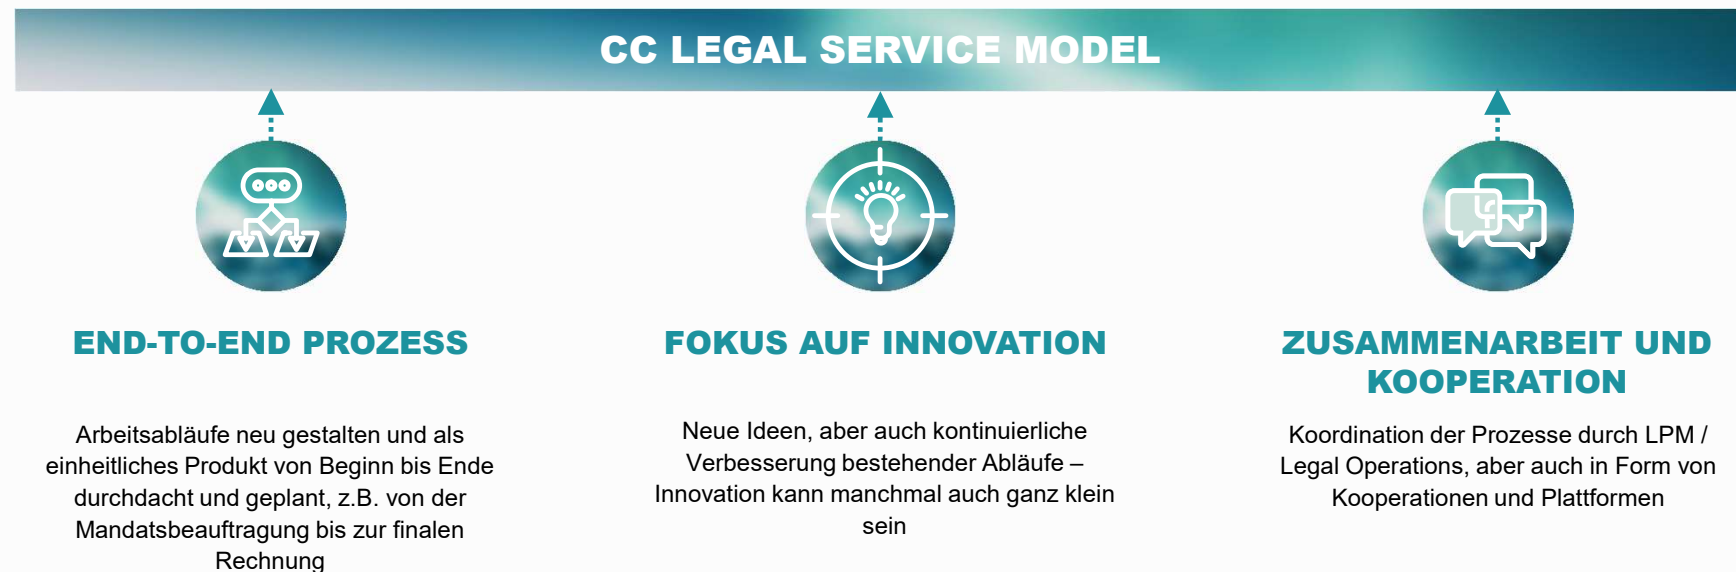 CC LEGAL SERVICE MODEL
END-TO-END PROZESS
Arbeitsabläufe neu gestalten und als
einheitliches Produkt von Beginn bis Ende
durchdacht und geplant, z.B. von der
Mandatsbeauftragung bis zur finalen
Rechnung
FOKUS AUF INNOVATION
Neue Ideen, aber auch kontinuierliche
Verbesserung bestehender Abläufe –
Innovation kann manchmal auch ganz klein
sein
ZUSAMMENARBEIT UND
KOOPERATION
Koordination der Prozesse durch LPM /
Legal Operations, aber auch in Form von
Kooperationen und Plattformen